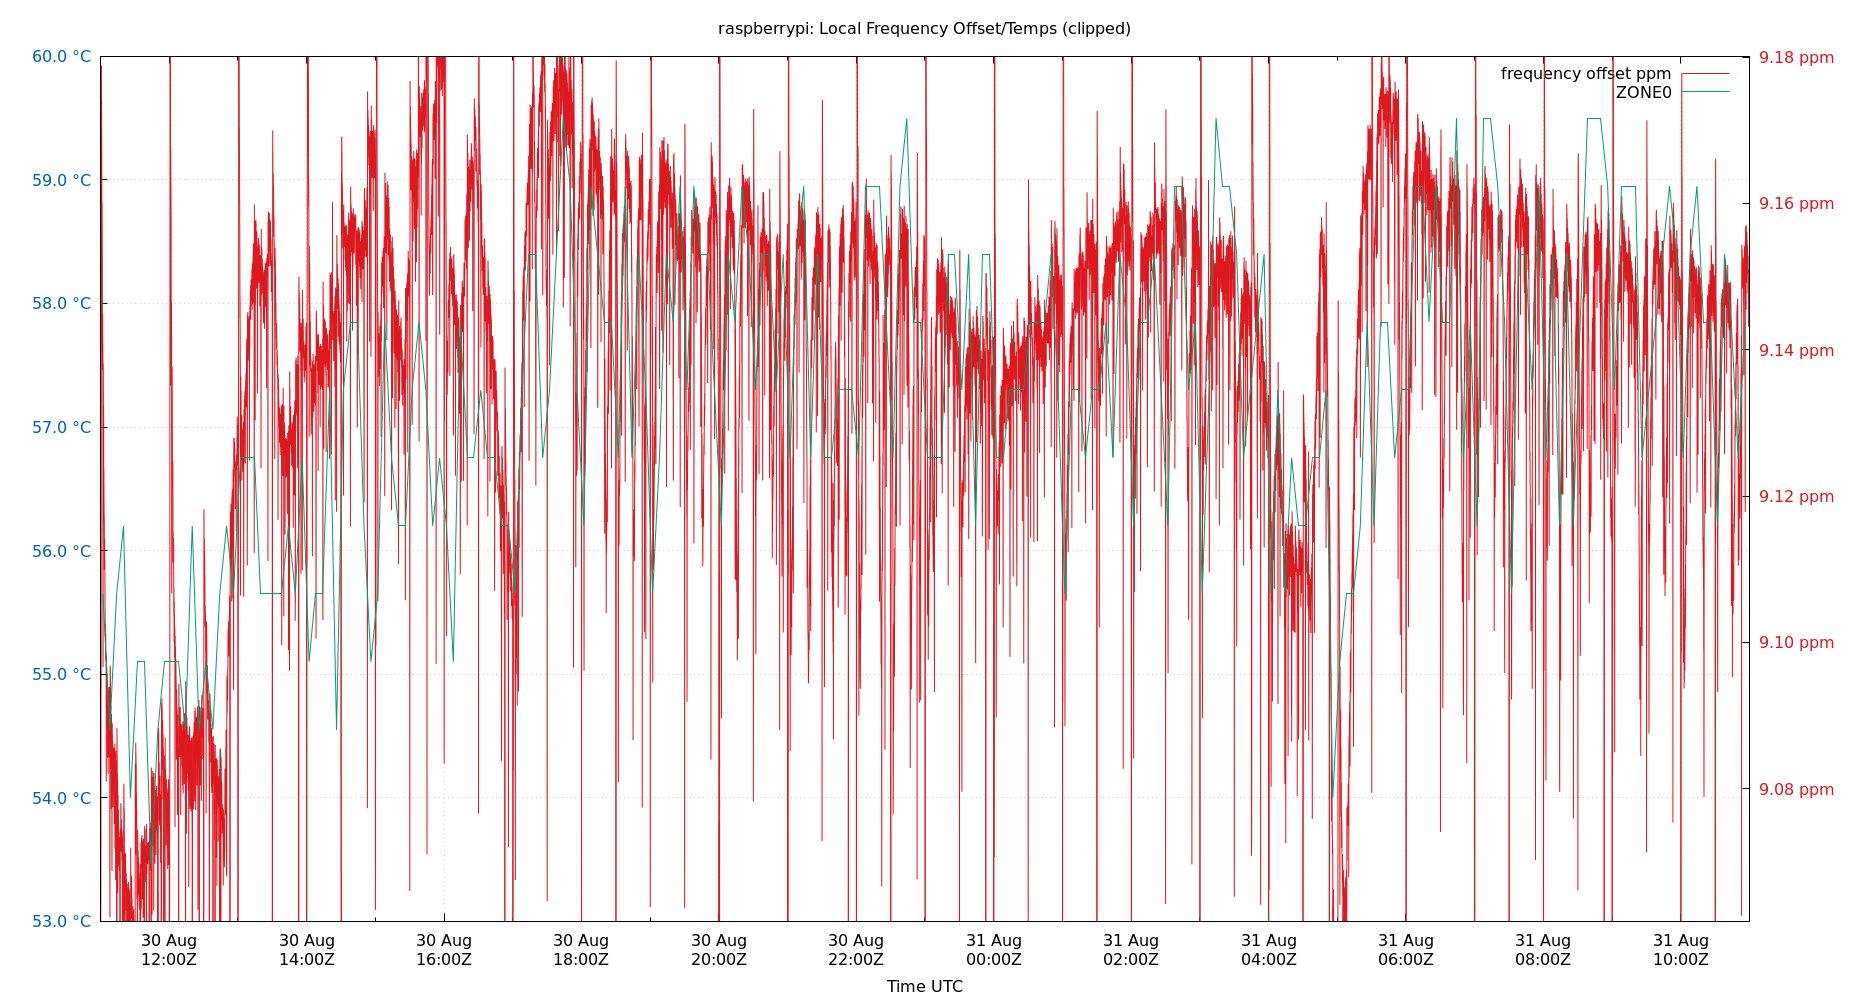 raspberrypi: Local Frequency Offset/Temps (clipped)
60.0 °C
59.0 °C
58.0 °C
57.0 °C
56.0 °C
55.0 °C
54.0 °C
53.0 °C
frequency offset ppm
ZONE0
9.18 ppm
9.16 ppm
9.14 ppm
9.12 ppm
9.10 ppm
9.08 ppm
30 Aug 30 Aug 30 Aug 30 Aug 30 Aug 30 Aug 31 Aug 31 Aug 31 Aug 31 Aug 31 Aug 31 Aug
12:00Z 14:00Z 16:00Z 18:00Z 20:00Z 22:00Z 00:00Z 02:00Z 04:00Z 06:00Z 08:00Z 10:00Z
Time UTC